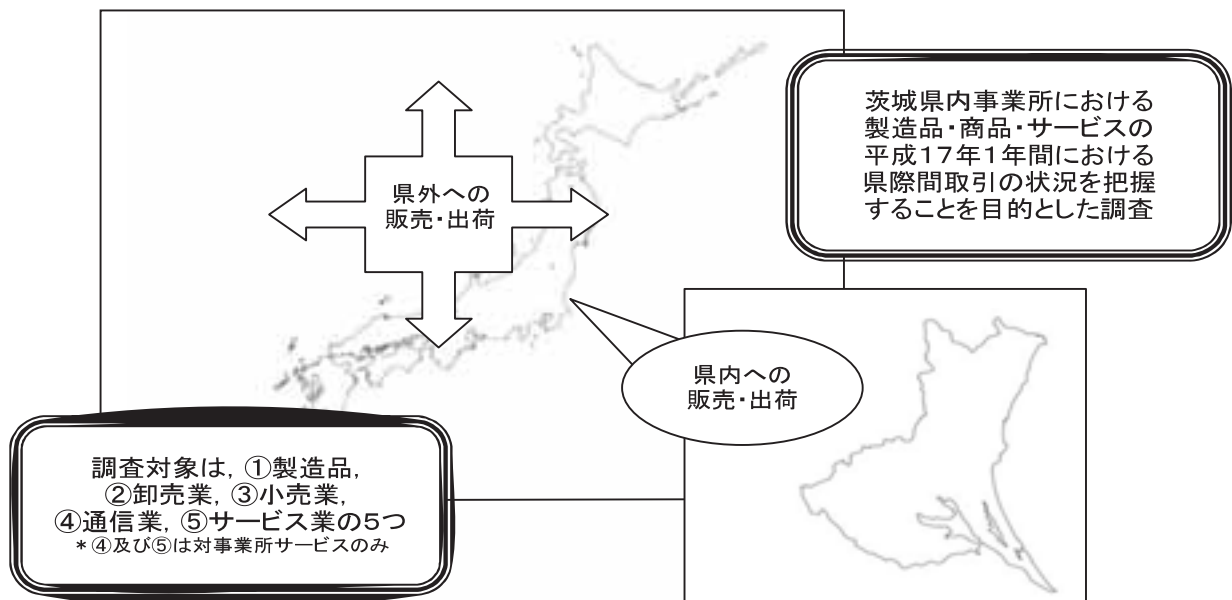 茨城県内事業所における
製造品・商品・サービスの
平成17年1年間における
県際間取引の状況を把握
することを目的とした調査
県外への
販売・出荷
県内への
販売・出荷
調査対象は，①製造品，
②卸売業，③小売業，
④通信業，⑤サービス業の5つ
*④及び⑤は対事業所サービスのみ